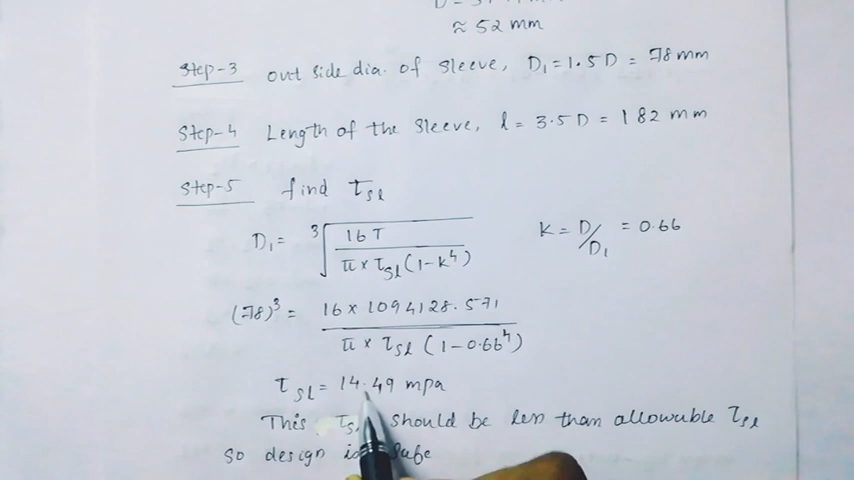 ≈ 52 mm
Step-3 out side dia. of sleeve, D₁ = 1.5 D = 78 mm
Step-4 Length of the sleeve, l = 3.5 D = 182 mm
Step-5 find τsl
D₁ = ∛(16 T / π × τsl (1-k⁴)) K = D/D₁ = 0.66
(78)³ = 16 × 1094128.571 / π × τsl (1-0.66⁴)
τsl = 14.49 mpa
This should be less than allowable τsl
so design is safe